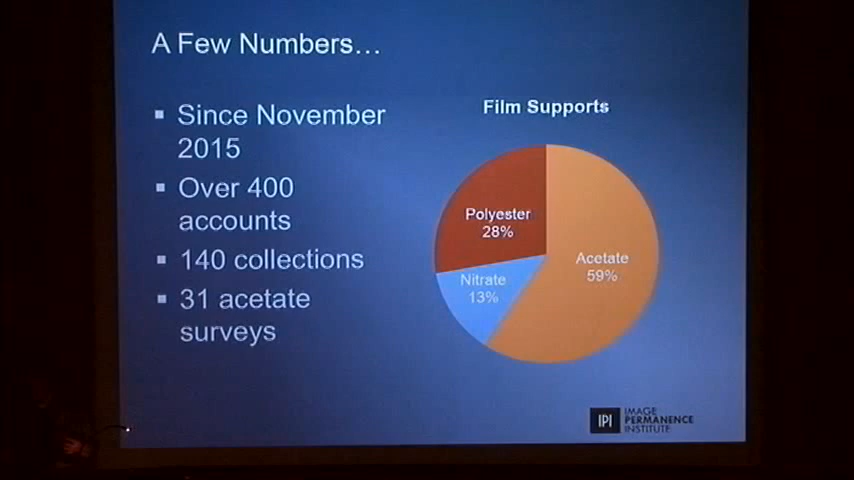 A Few Numbers...
Since November
2015
Over 400
accounts
140 collections
31 acetate
surveys
Film Supports
Polyester
28%
Acetate
59%
Nitrate
13%
IPI
IMAGE
PERMANENCE
INSTITUTE